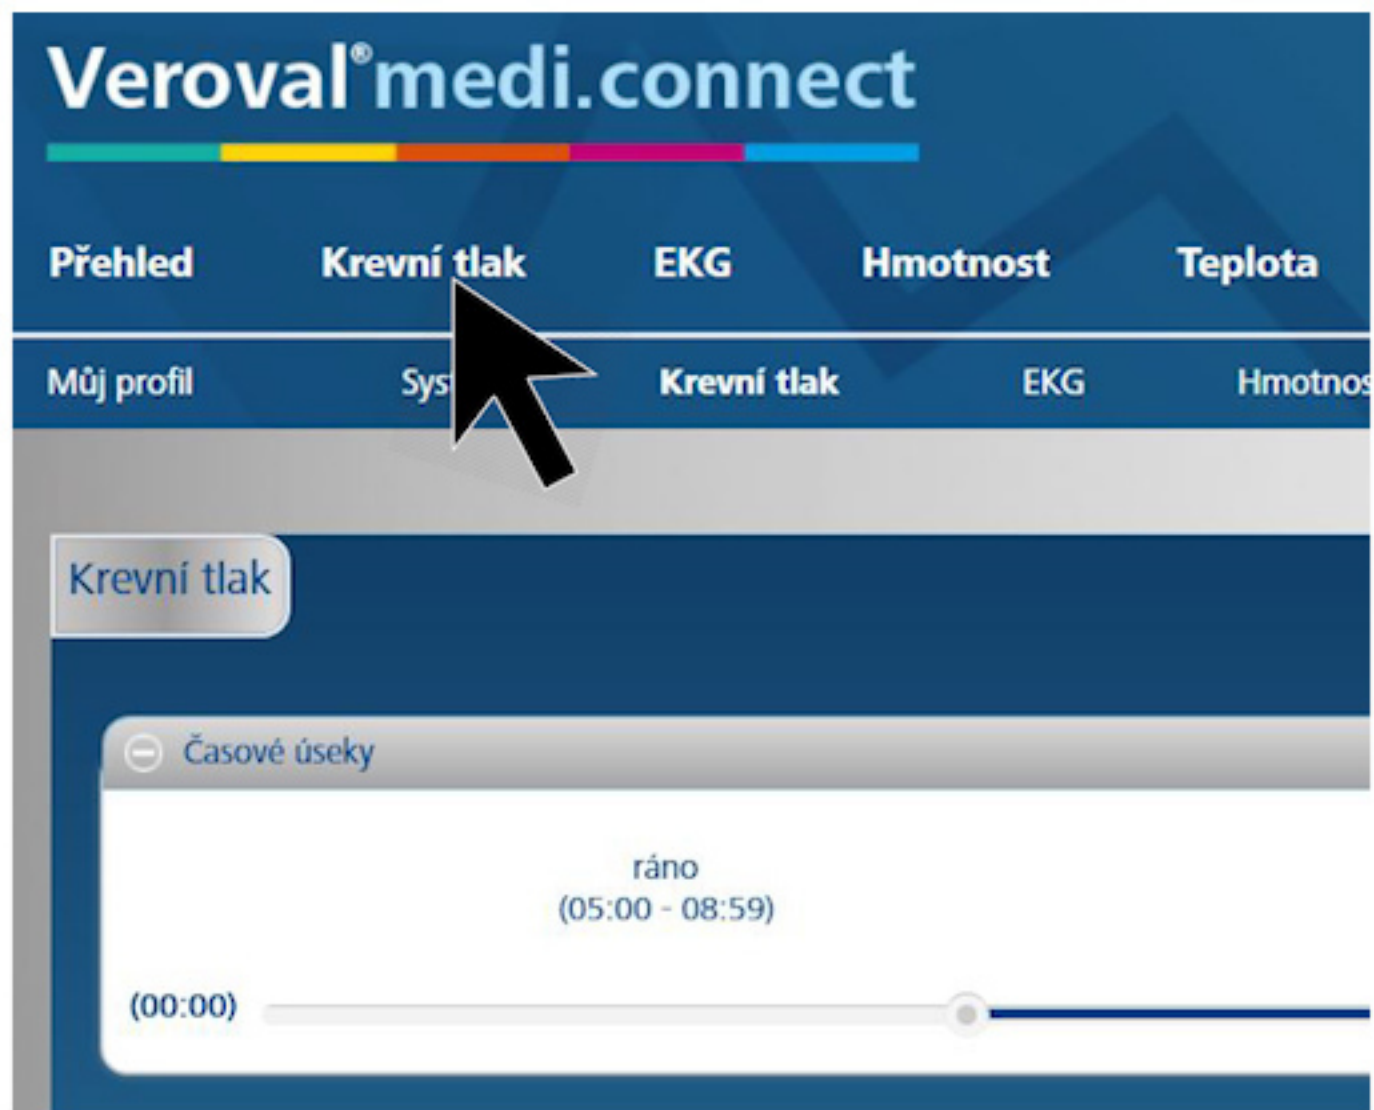 Veroval®medi.connect
Přehled Krevní tlak EKG Hmotnost Teplota
Můj profil Krevní tlak EKG
Krevní tlak
Časové úseky
ráno
(05:00 - 08:59)
(00:00)